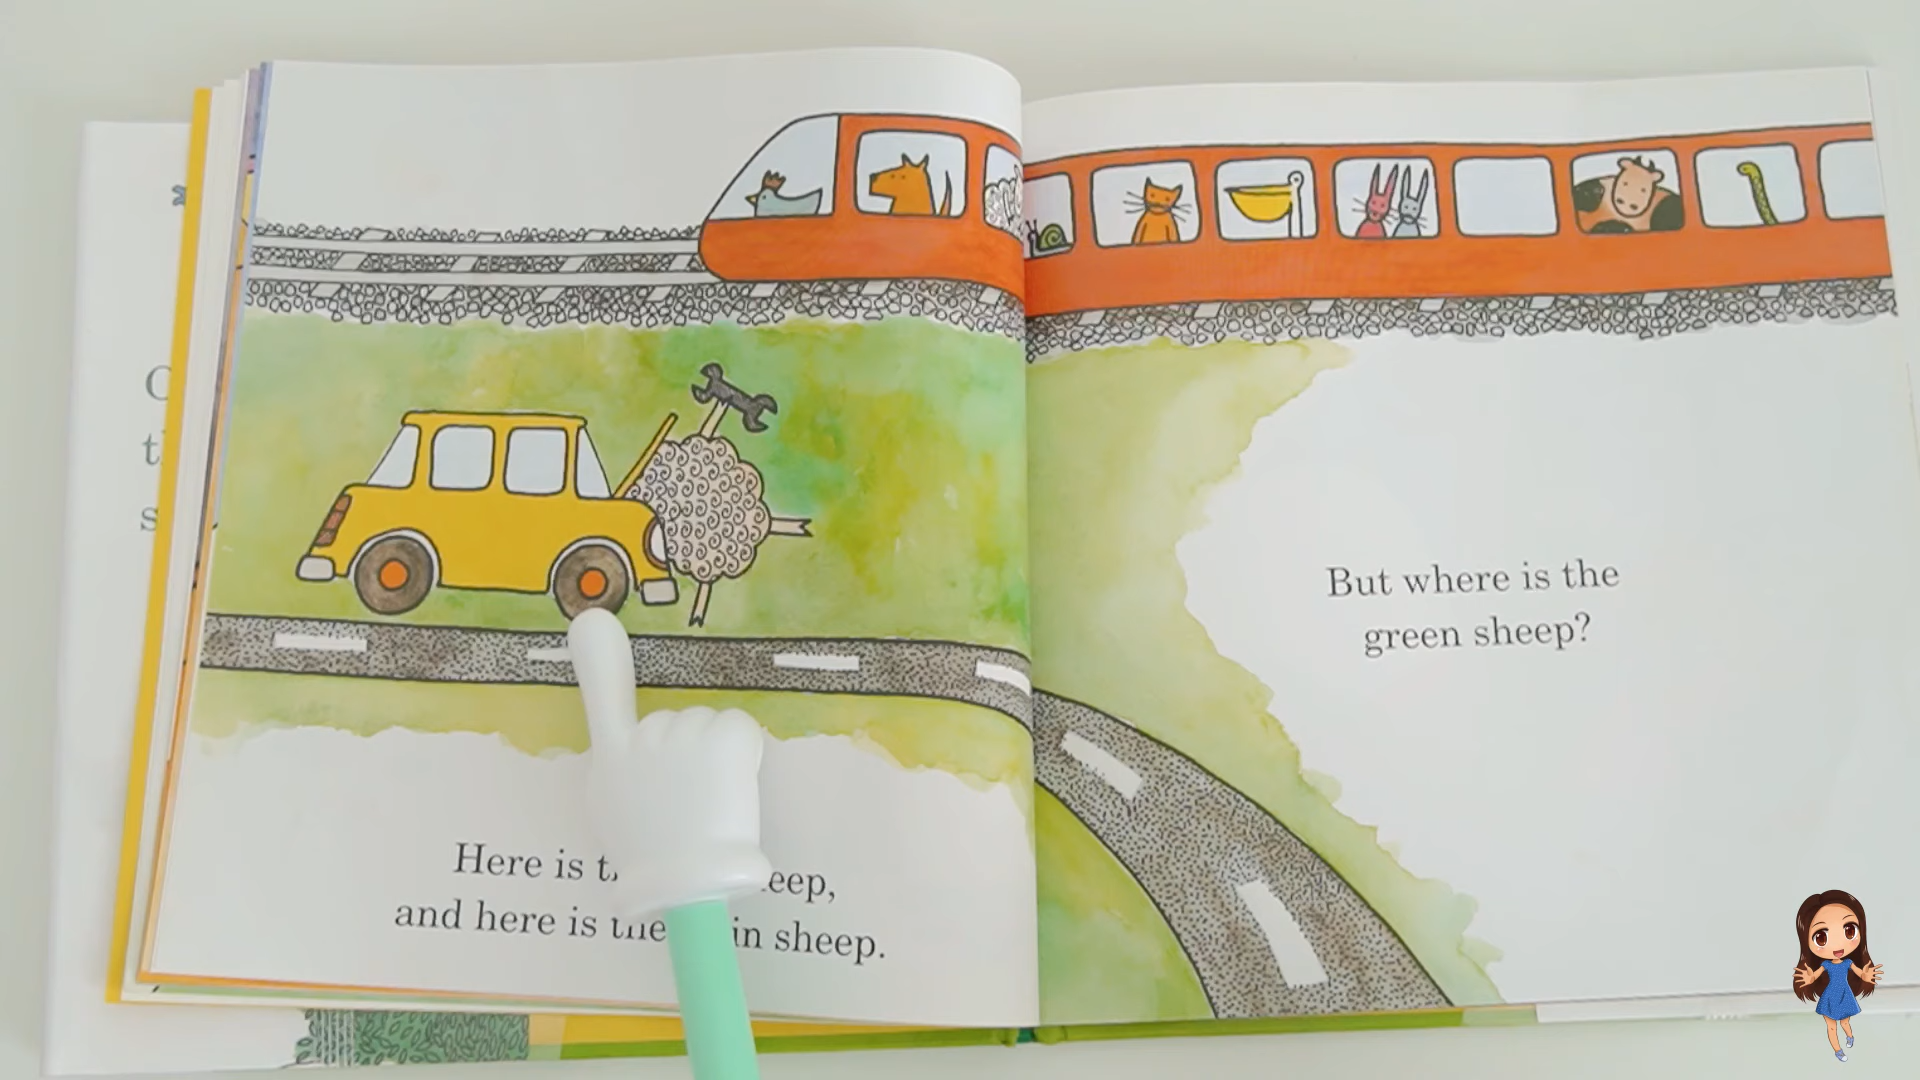 Here is
eep,
and here is the in sheep.
But where is the
green sheep?